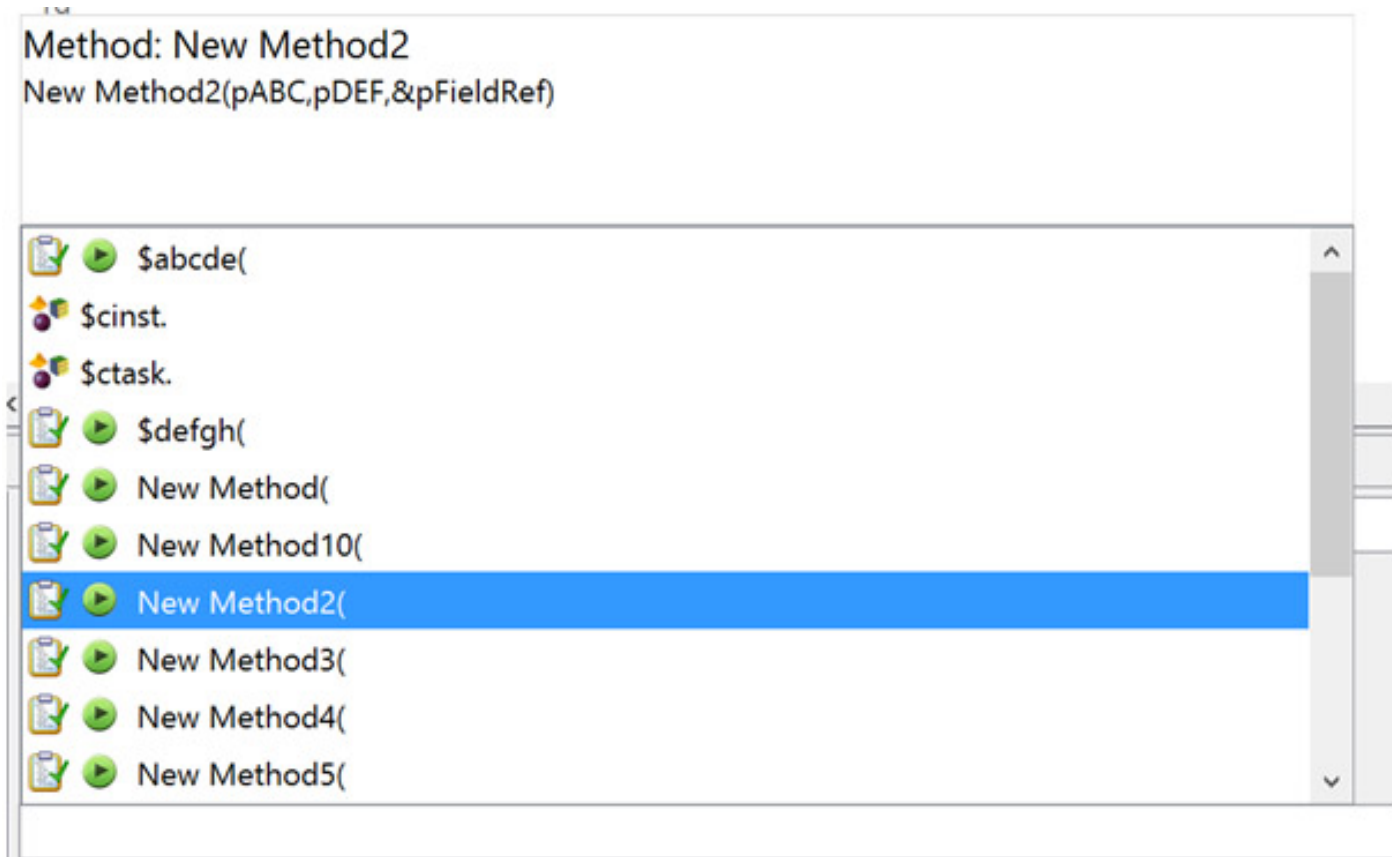 Method: New Method2
New Method2(pABC,pDEF,&pFieldRef)
$abcde(
$cinst.
$ctask.
$defgh(
New Method(
New Method10(
New Method2(
New Method3(
New Method4(
New Method5(